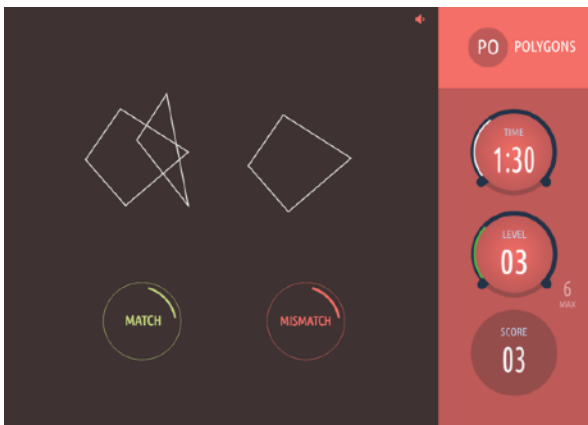 PO POLYGONS
TIME
1:30
LEVEL
03
6
MAX
SCORE
03
MATCH
MISMATCH